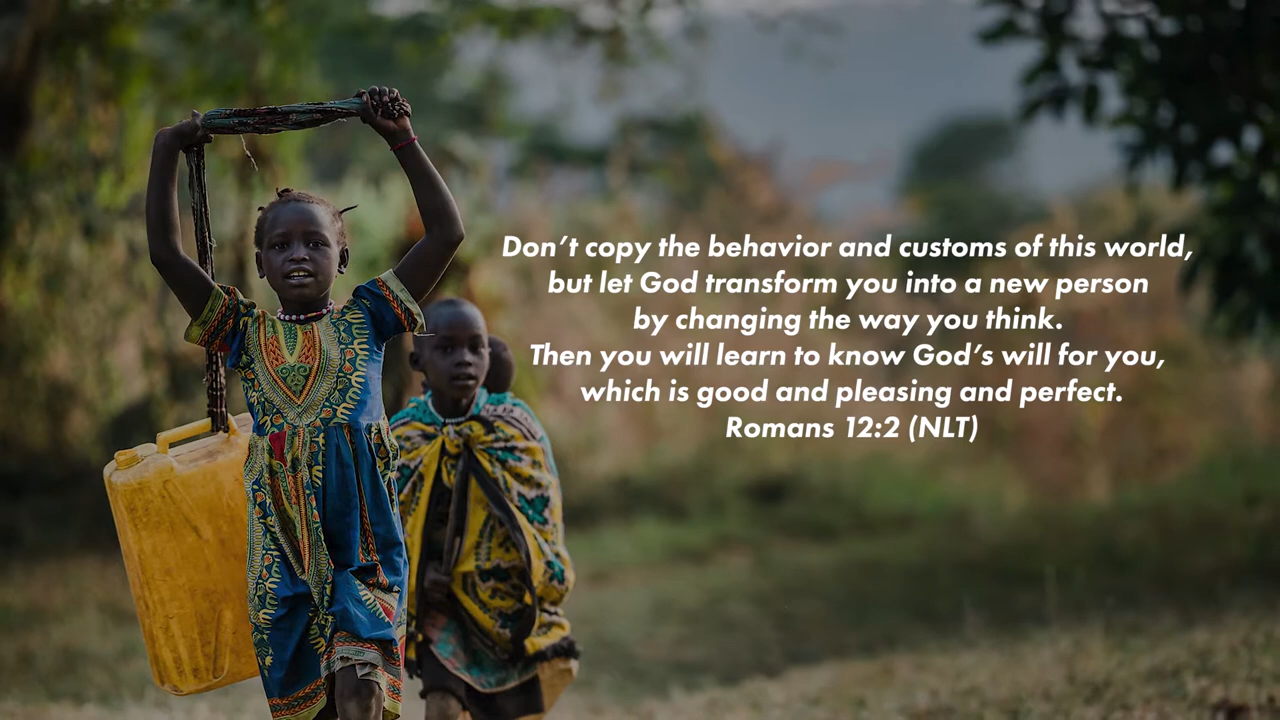 Don't copy the behavior and customs of this world,
but let God transform you into a new person
by changing the way you think.
Then you will learn to know God's will for you,
which is good and pleasing and perfect.
Romans 12:2 (NLT)